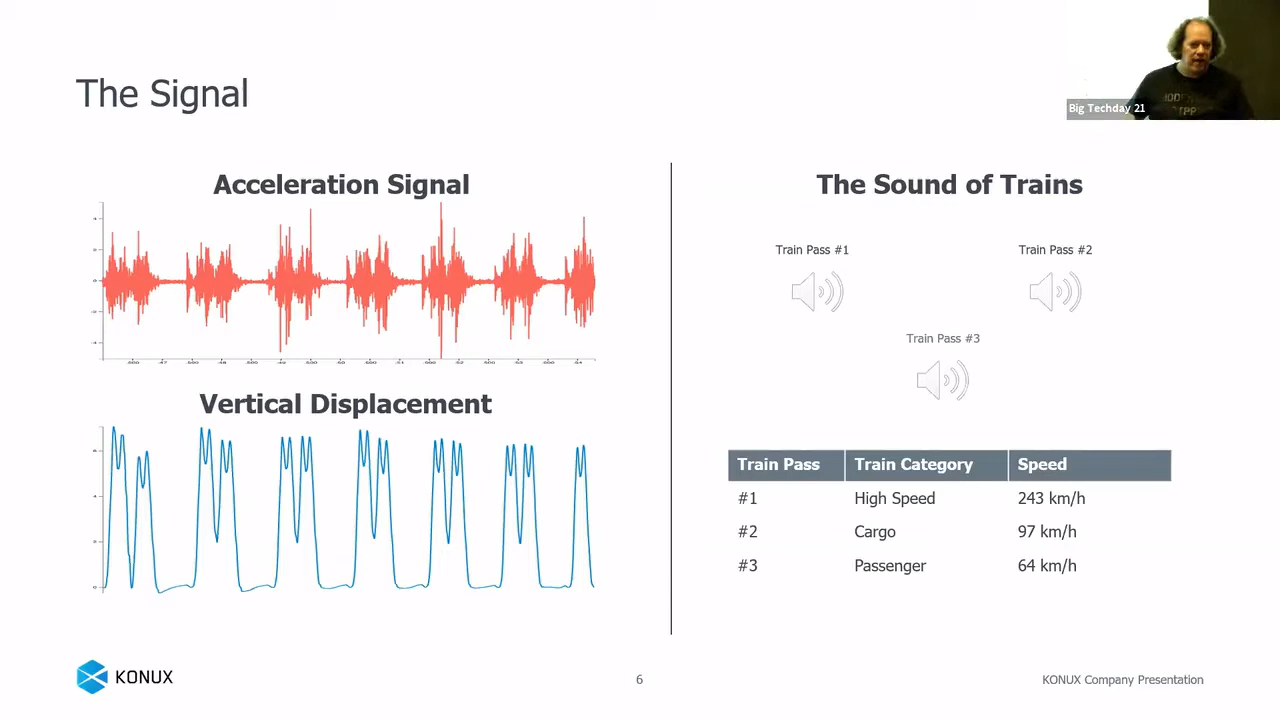 The Signal
Big Techday 21
Acceleration Signal
Vertical Displacement
The Sound of Trains
Train Pass #1
Train Pass #2
Train Pass #3
Train Pass Train Category Speed
#1 High Speed 243 km/h
#2 Cargo 97 km/h
#3 Passenger 64 km/h
KONUX
6
KONUX Company Presentation